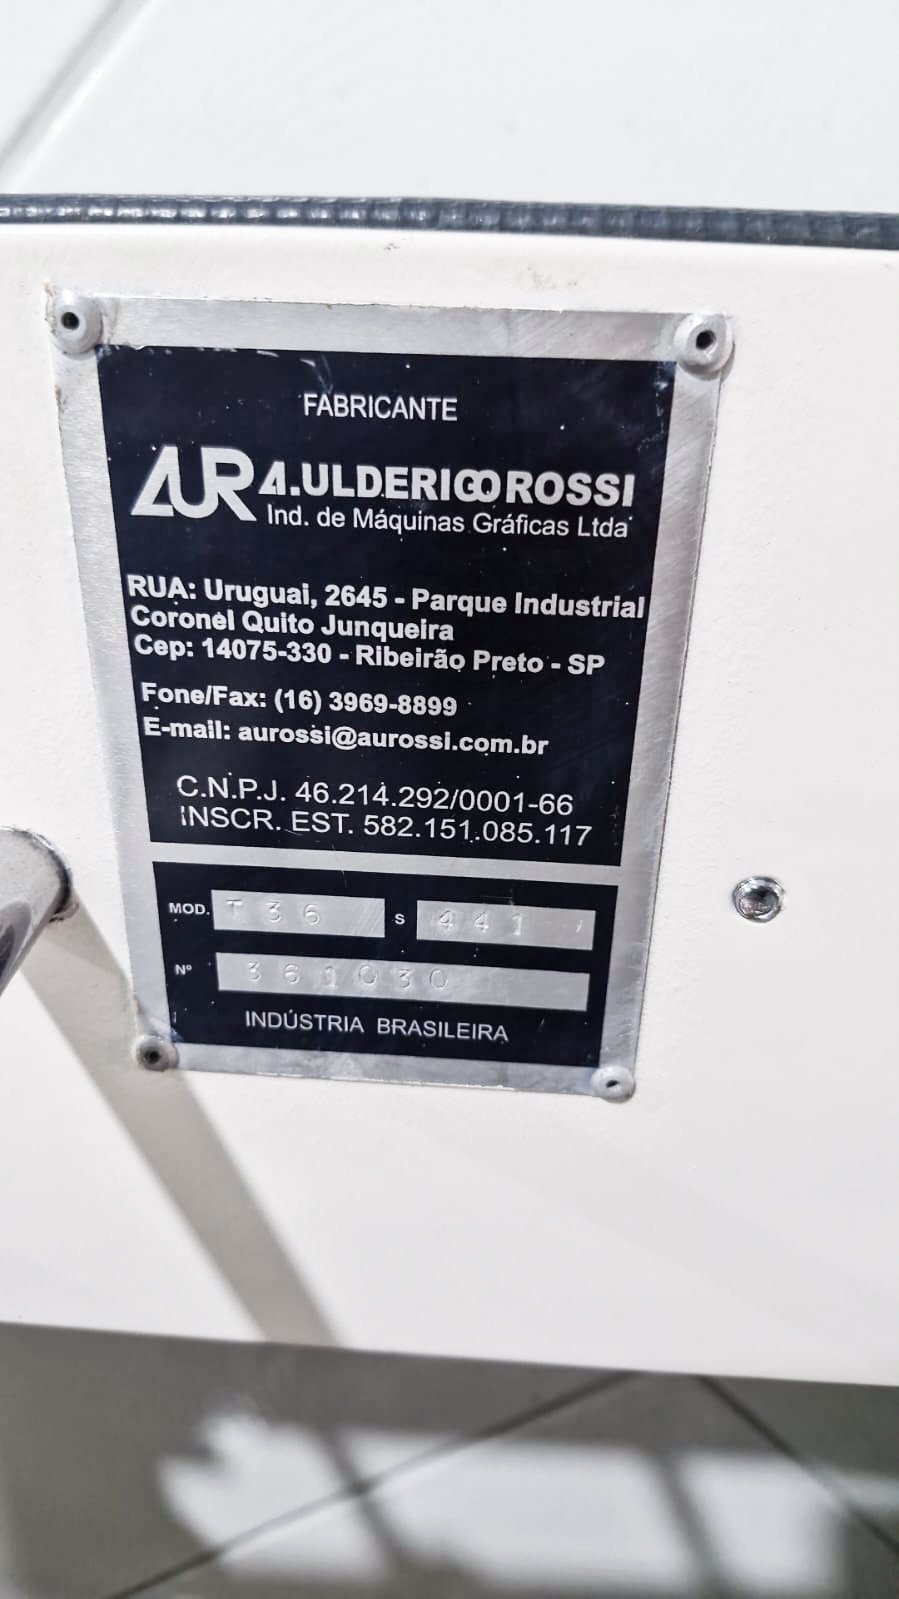 FABRICANTE
AUR A.ULDERICO ROSSI
Ind. de Máquinas Gráficas Ltda
RUA: Uruguai, 2645 - Parque Industrial
Coronel Quito Junqueira
Cep: 14075-330 - Ribeirão Preto - SP
Fone/Fax: (16) 3969-8899
E-mail: aurossi@aurossi.com.br
C.N.P.J. 46.214.292/0001-66
INSCR. EST. 582.151.085.117
MOD. T36 S 441
Nº 361030
INDÚSTRIA BRASILEIRA